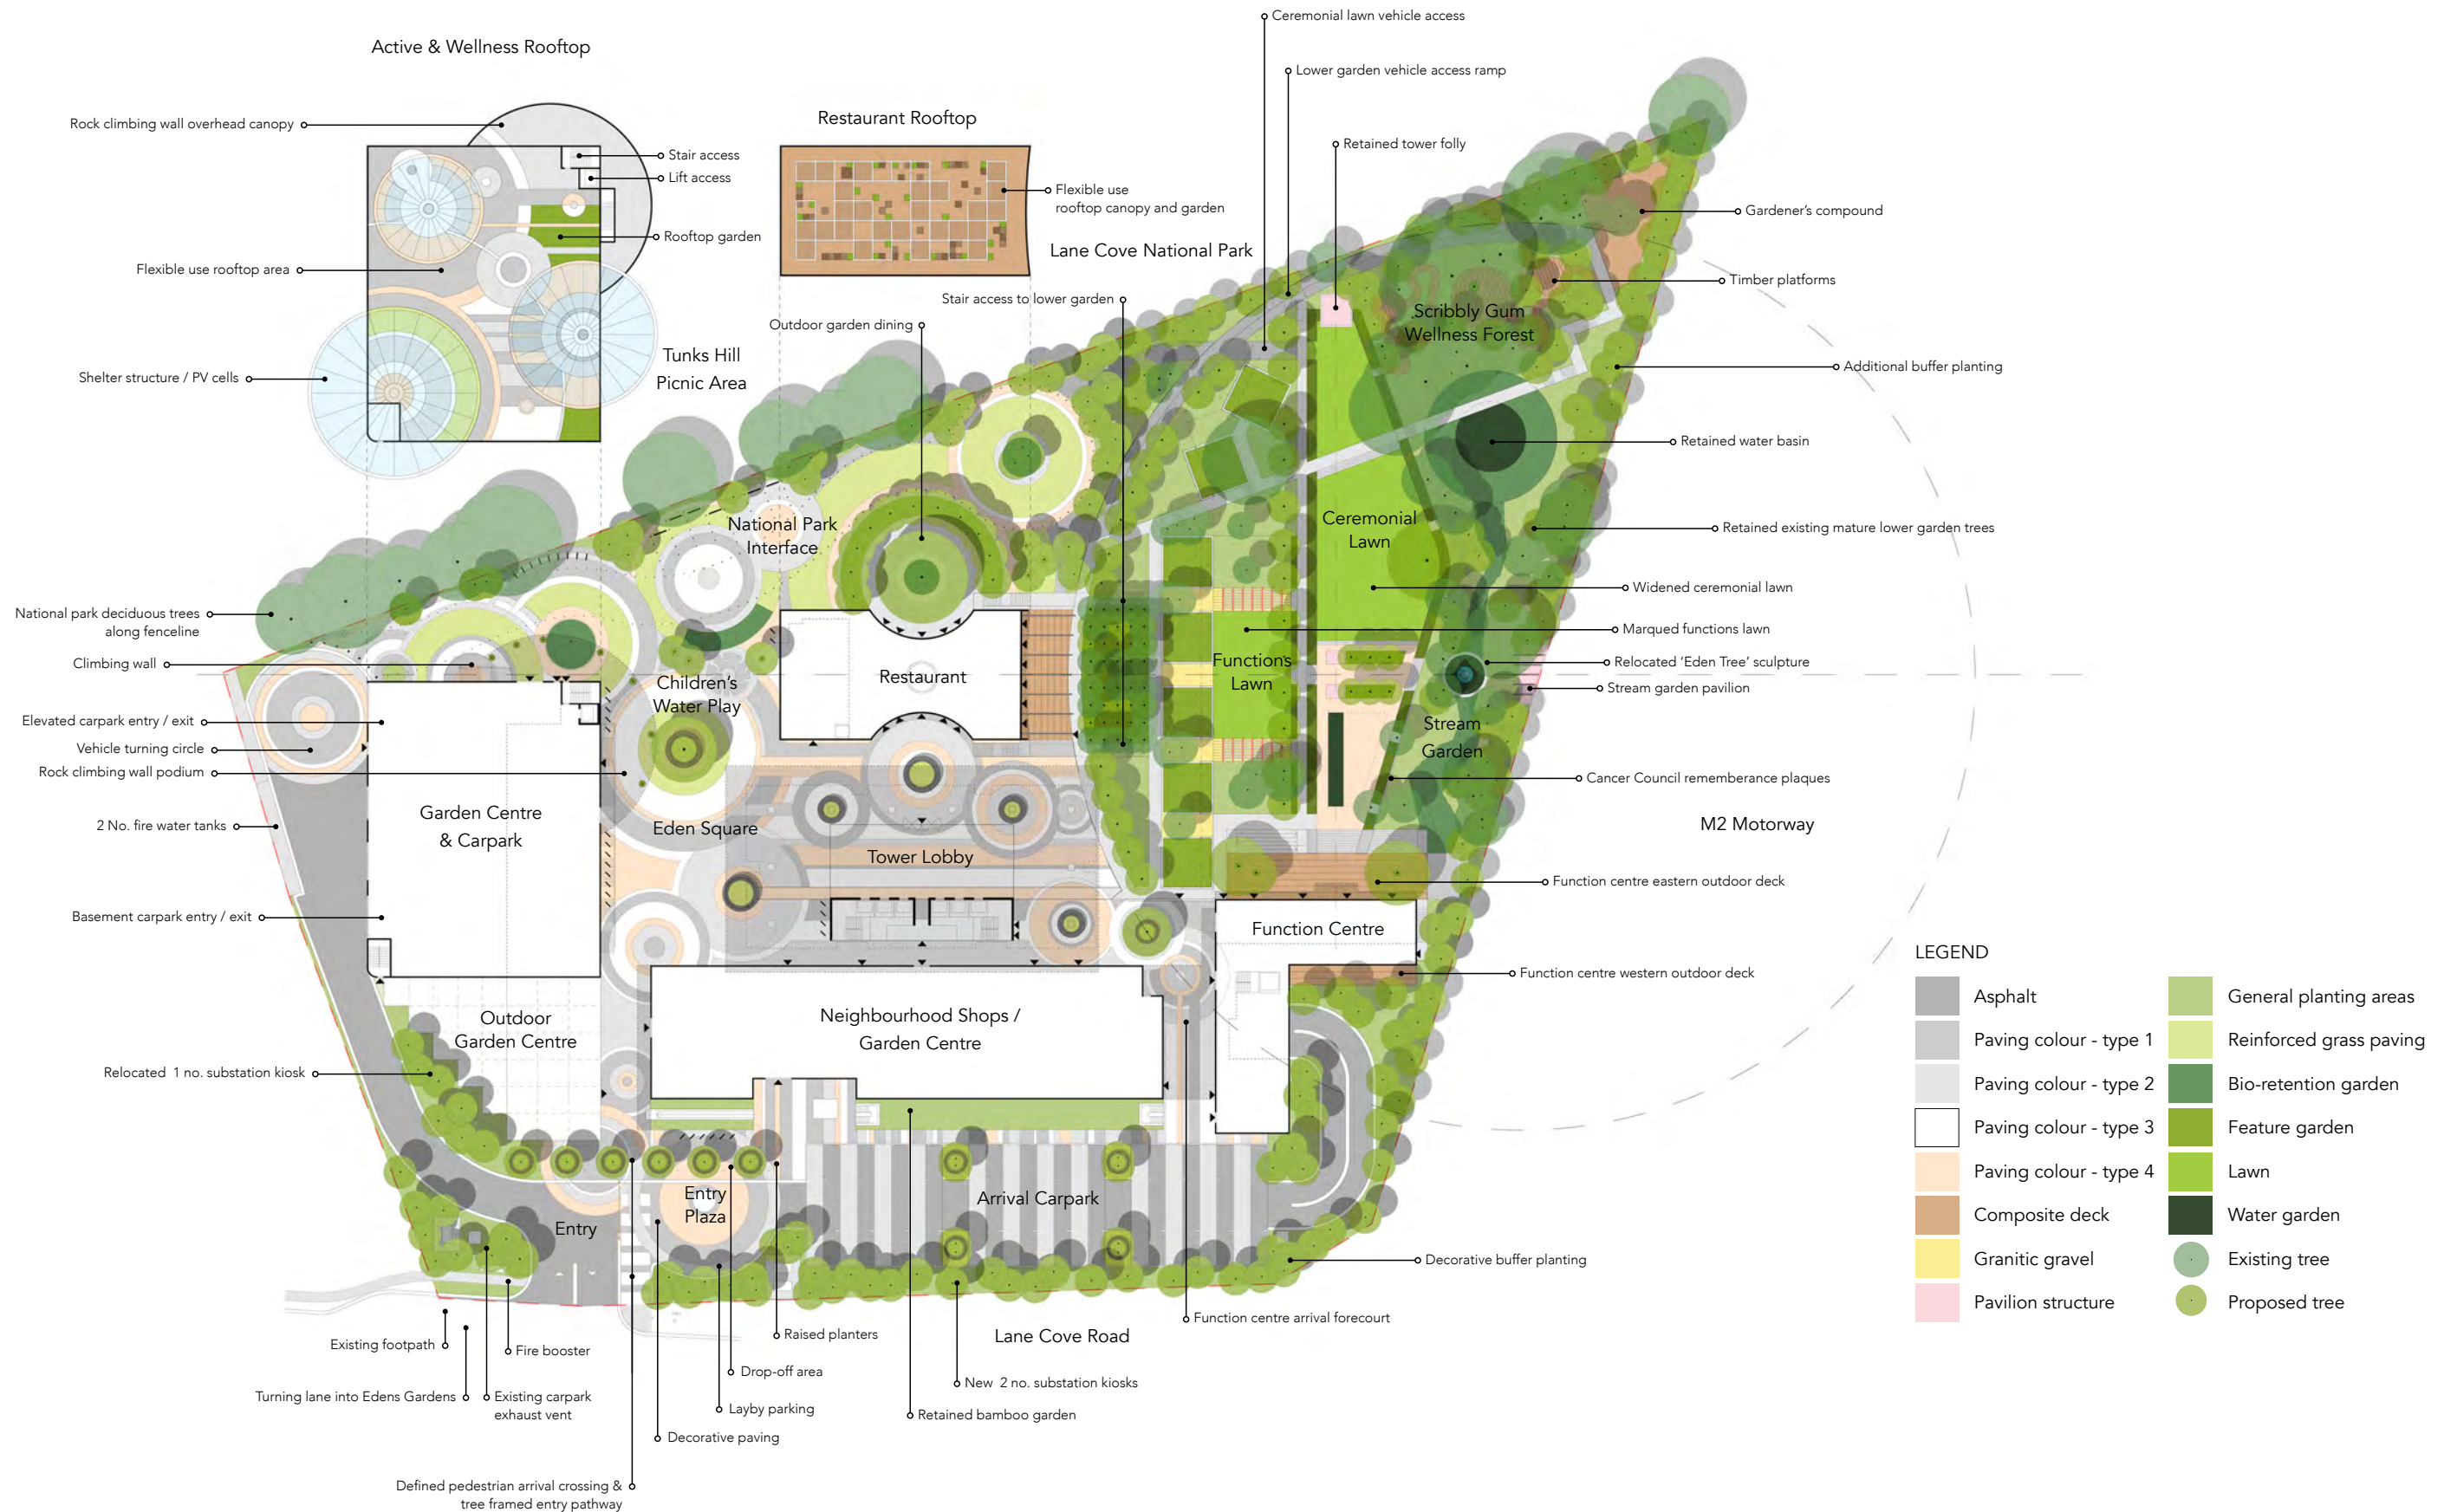 Ceremonial lawn vehicle access
Active & Wellness Rooftop
Lower garden vehicle access ramp
Restaurant Rooftop
Rock climbing wall overhead canopy
Retained tower folly
Stair access
Lift access
Flexible use
rooftop canopy and garden
Gardener's compound
Rooftop garden
Lane Cove National Park
Flexible use rooftop area
Timber platforms
Stair access to lower garden
Scribbly Gum
Wellness Forest
Outdoor garden dining
Tunks Hill
Picnic Area
Shelter structure / PV cells
Additional buffer planting
Retained water basin
National Park
Interface
Ceremonial
Lawn
Retained existing mature lower garden trees
Widened ceremonial lawn
National park deciduous trees
along fenceline
Marqued functions lawn
Climbing wall
Relocated 'Eden Tree' sculpture
Functions
Lawn
Restaurant
Children's
Water Play
Stream garden pavilion
Elevated carpark entry / exit
Stream
Garden
Vehicle turning circle
Rock climbing wall podium
Cancer Council rememberance plaques
Garden Centre
& Carpark
2 No. fire water tanks
Eden Square
M2 Motorway
Tower Lobby
Function centre eastern outdoor deck
Basement carpark entry / exit
Function Centre
Function centre western outdoor deck
Outdoor
Garden Centre
Neighbourhood Shops /
Garden Centre
Relocated 1 no. substation kiosk
Entry
Plaza
Arrival Carpark
Entry
Decorative buffer planting
Function centre arrival forecourt
Raised planters
Lane Cove Road
Existing footpath
Fire booster
Drop-off area
New 2 no. substation kiosks
Turning lane into Edens Gardens
Existing carpark
exhaust vent
Layby parking
Retained bamboo garden
Decorative paving
Defined pedestrian arrival crossing &
tree framed entry pathway
LEGEND
Asphalt
Paving colour - type 1
Paving colour - type 2
Paving colour - type 3
Paving colour - type 4
Composite deck
Granitic gravel
Pavilion structure
General planting areas
Reinforced grass paving
Bio-retention garden
Feature garden
Lawn
Water garden
Existing tree
Proposed tree